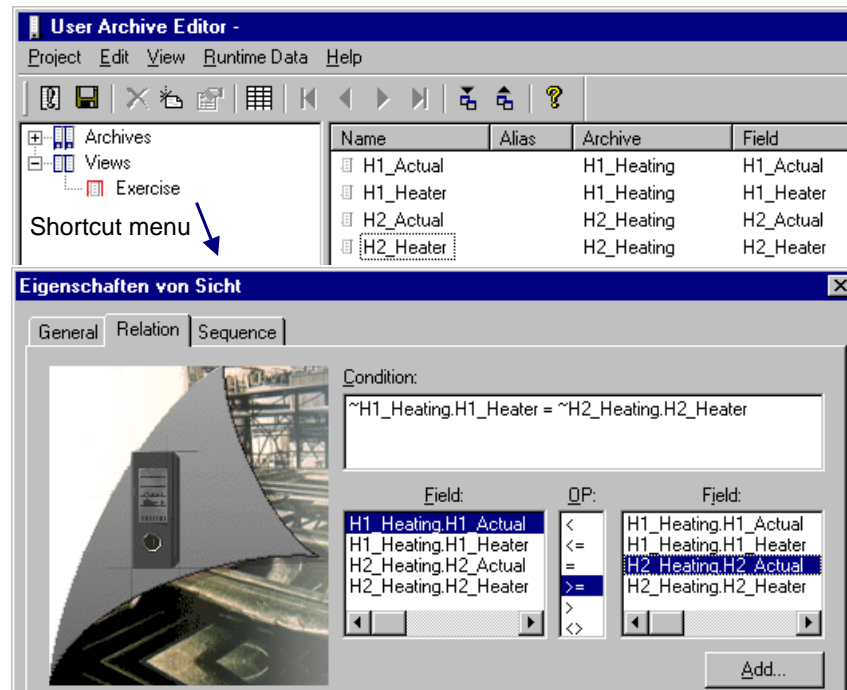 User Archive Editor -
Project Edit View Runtime Data Help
Archives
Views
Exercise
Shortcut menu
Name Alias Archive Field
H1_Actual H1_Heating H1_Actual
H1_Heater H1_Heating H1_Heater
H2_Actual H2_Heating H2_Actual
H2_Heater H2_Heating H2_Heater
Eigenschaften von Sicht
General Relation Sequence
Condition:
~H1_Heating.H1_Heater = ~H2_Heating.H2_Heater
Field: OP: Field:
H1_Heating.H1_Actual < H1_Heating.H1_Actual
H1_Heating.H1_Heater <= H1_Heating.H1_Heater
H2_Heating.H2_Actual = H2_Heating.H2_Actual
H2_Heating.H2_Heater >= H2_Heating.H2_Heater
>
<>
Add...